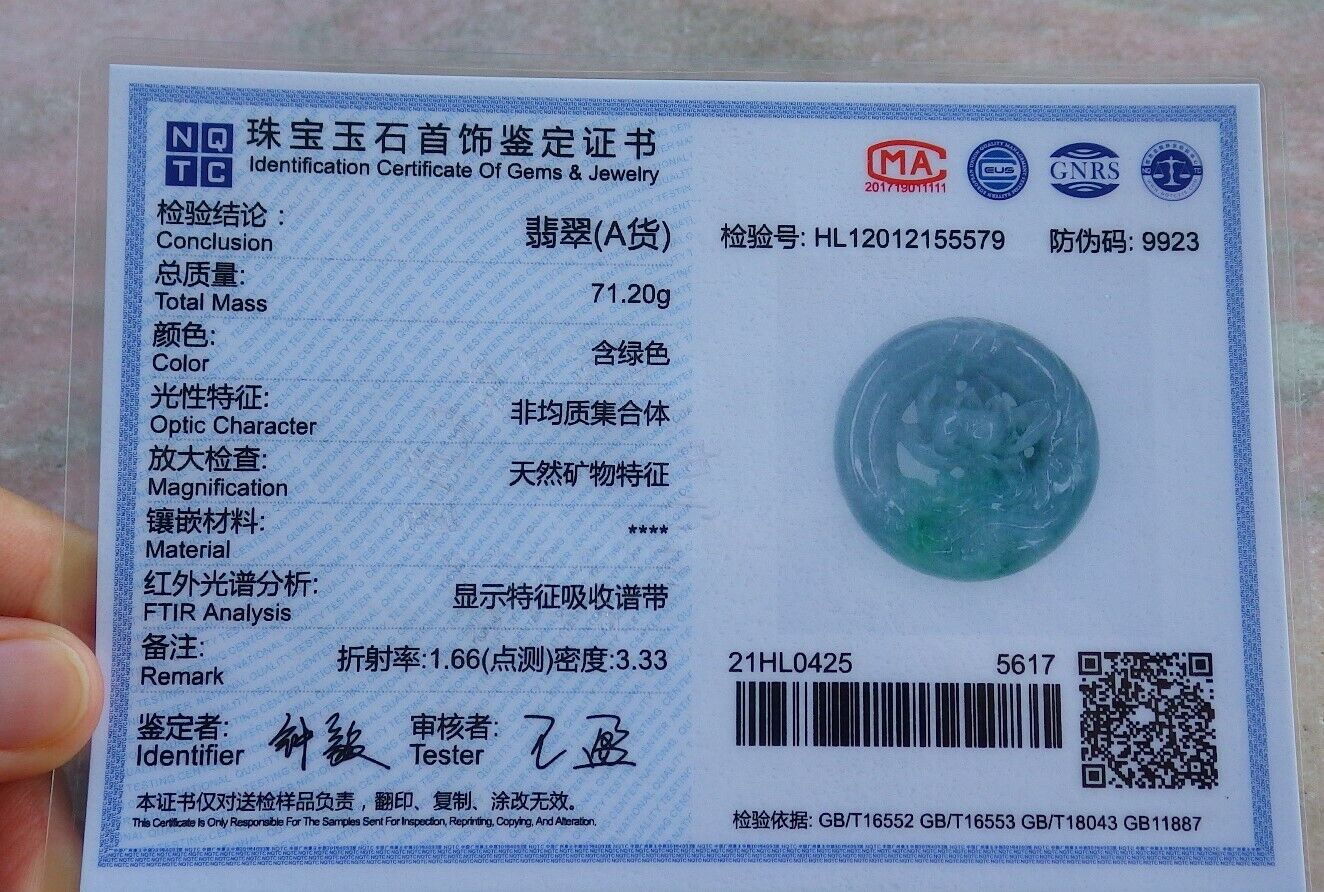 NQTC
珠宝玉石首饰鉴定证书
Identification Certificate Of Gems & Jewelry
检验结论：
Conclusion
翡翠(A货)
总质量:
Total Mass
71.20g
颜色:
Color
含绿色
光性特征:
Optic Character
非均质集合体
放大检查:
Magnification
天然矿物特征
镶嵌材料:
Material
****
红外光谱分析:
FTIR Analysis
显示特征吸收谱带
备注:
Remark
折射率:1.66(点测)密度:3.33
鉴定者:
Identifier
审核者:
Tester
本证书仅对送检样品负责，翻印、复制、涂改无效。
This Certificate Is Only Responsible For The Samples Sent For Inspection, Reprinting, Copying, And Alteration.
MA
201719011111
EUS
GNRS
检验号: HL12012155579 防伪码: 9923
21HL0425 5617
检验依据: GB/T16552 GB/T16553 GB/T18043 GB11887